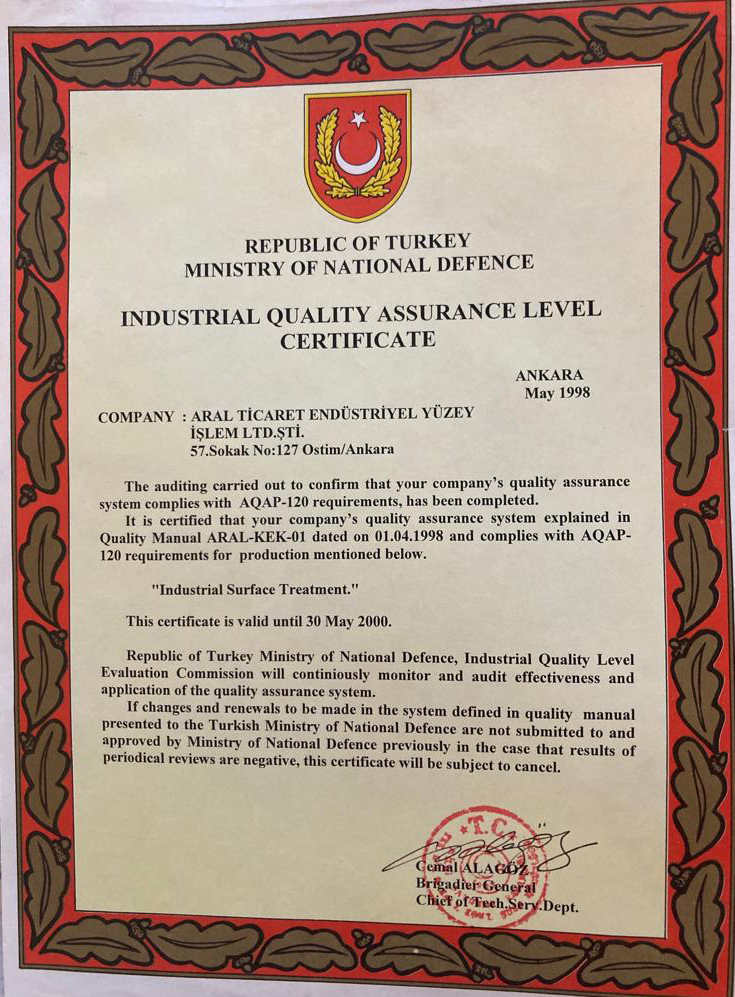 REPUBLIC OF TURKEY
MINISTRY OF NATIONAL DEFENCE
INDUSTRIAL QUALITY ASSURANCE LEVEL
CERTIFICATE
ANKARA
May 1998
COMPANY : ARAL TİCARET ENDÜSTRİYEL YÜZEY
İŞLEM LTD.ŞTİ.
57.Sokak No:127 Ostim/Ankara
The auditing carried out to confirm that your company's quality assurance
system complies with AQAP-120 requirements, has been completed.
It is certified that your company's quality assurance system explained in
Quality Manual ARAL-KEK-01 dated on 01.04.1998 and complies with AQAP-
120 requirements for production mentioned below.
"Industrial Surface Treatment."
This certificate is valid until 30 May 2000.
Republic of Turkey Ministry of National Defence, Industrial Quality Level
Evaluation Commission will continiously monitor and audit effectiveness and
application of the quality assurance system.
If changes and renewals to be made in the system defined in quality manual
presented to the Turkish Ministry of National Defence are not submitted to and
approved by Ministry of National Defence previously in the case that results of
periodical reviews are negative, this certificate will be subject to cancel.
T.C.
Cemal ALAGÖZ
Brigadier General
Chief of Tech.Serv.Dept.